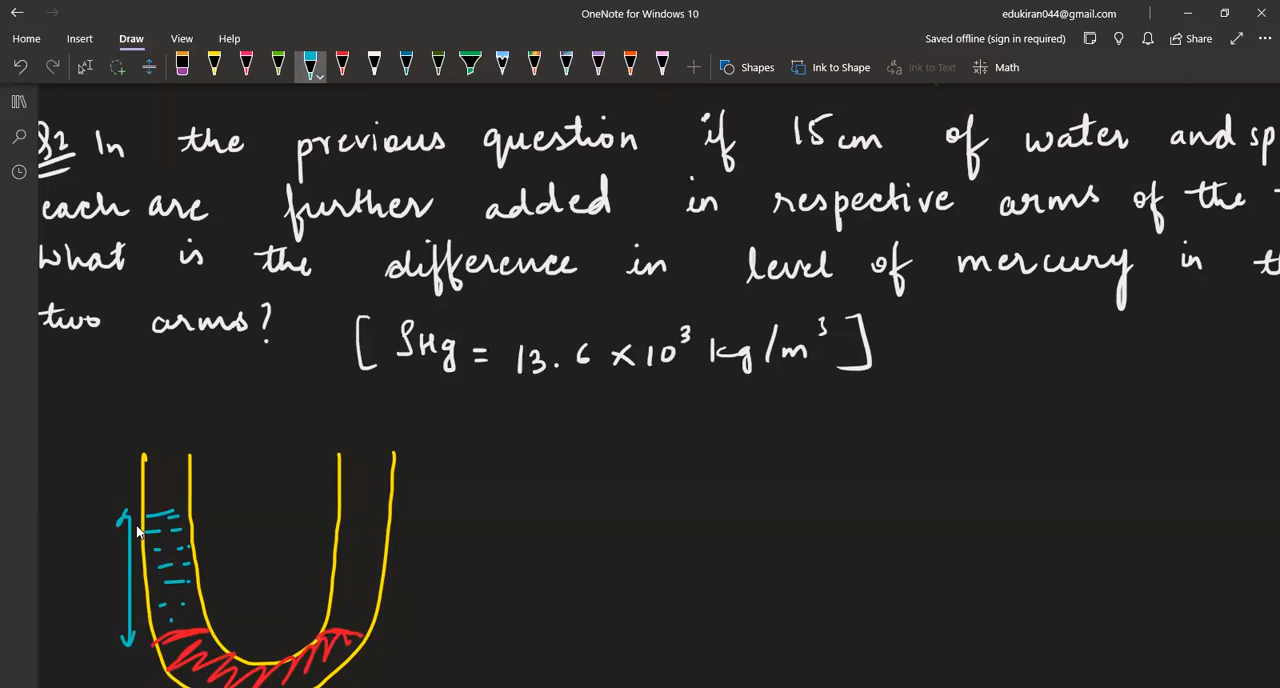 OneNote for Windows 10
edukiran044@gmail.com
Home Insert Draw View Help
Saved offline (sign in required) Share
Shapes Ink to Shape Ink to Text Math
Q2 In the previous question if 15 cm of water and sp
each are further added in respective arms of the
What is the difference in level of mercury in
two arms? [ ρHg = 13.6 × 10³ kg/m³ ]